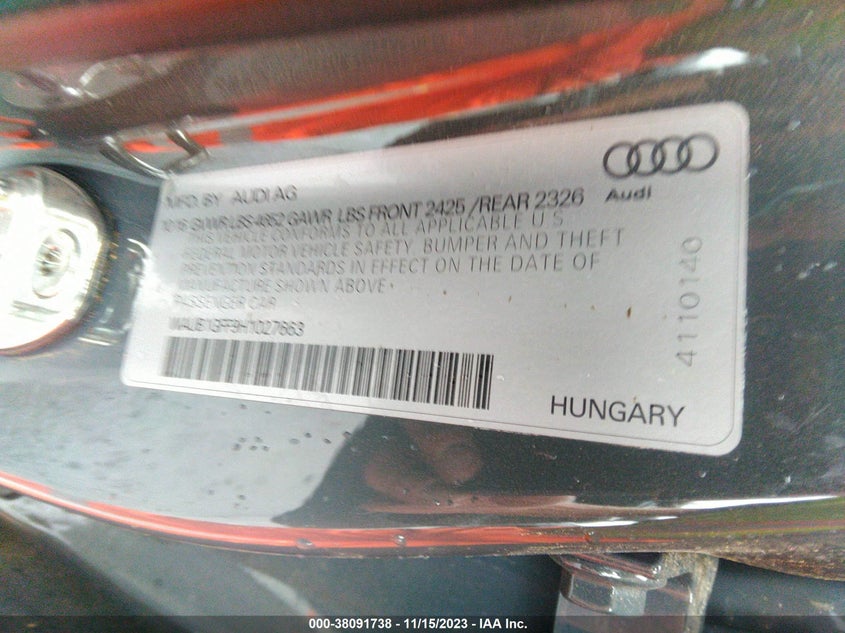 MFD. BY AUDI AG
10/16 GVWR LBS 4852 GAWR LBS FRONT 2425 / REAR 2326
THIS VEHICLE CONFORMS TO ALL APPLICABLE U.S.
FEDERAL MOTOR VEHICLE SAFETY, BUMPER AND THEFT
PREVENTION STANDARDS IN EFFECT ON THE DATE OF
MANUFACTURE SHOWN ABOVE.
PASSENGER CAR
WAUB1GFF9H1027663
HUNGARY
Audi
4110140
000-38091738 - 11/15/2023 - IAA Inc.